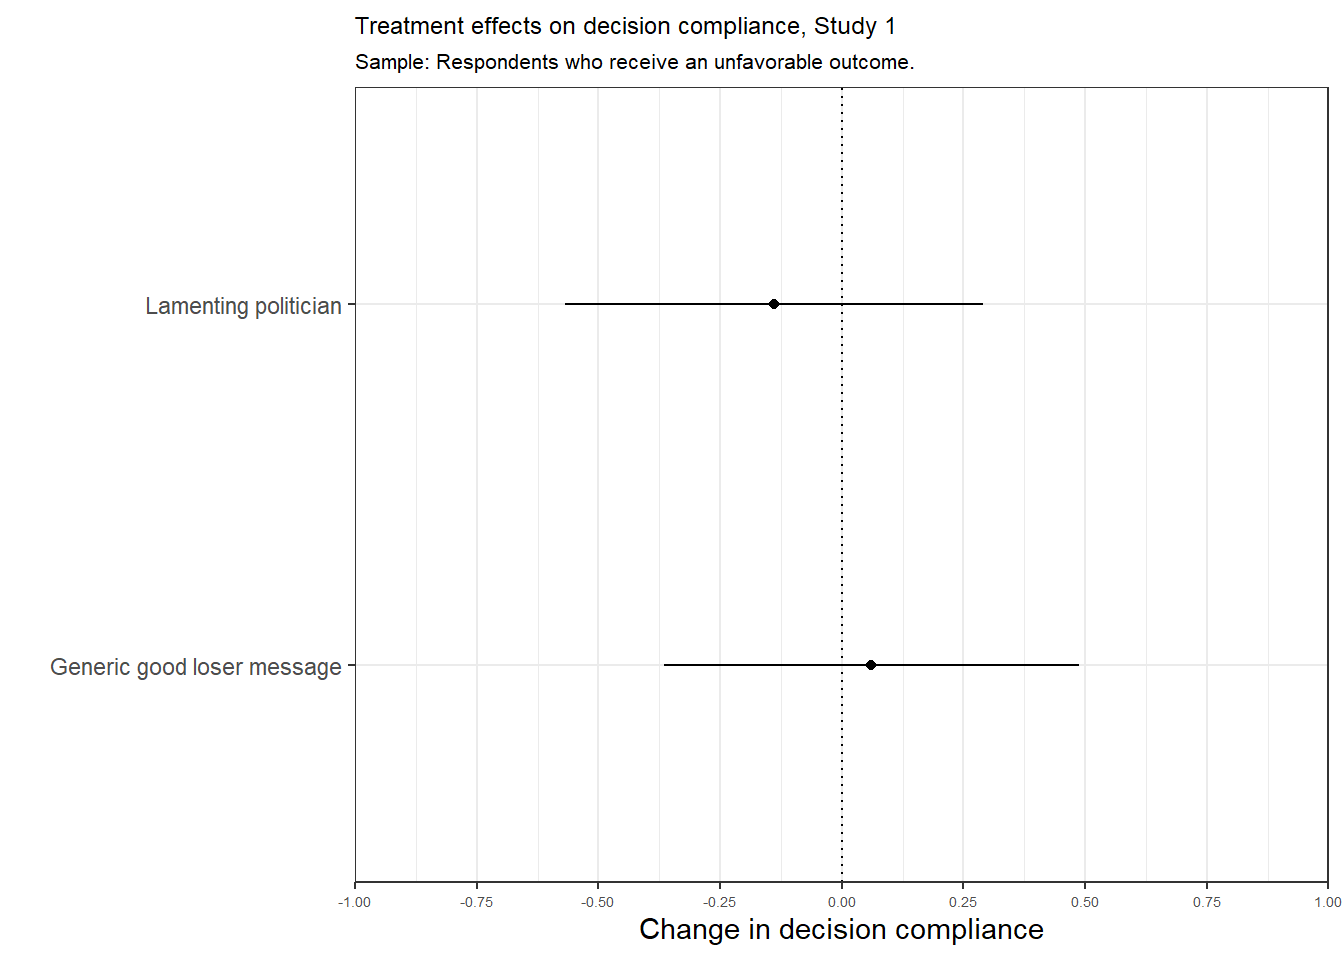 Treatment effects on decision compliance, Study 1
Sample: Respondents who receive an unfavorable outcome.
Lamenting politician
Generic good loser message
-1.00 -0.75 -0.50 -0.25 0.00 0.25 0.50 0.75 1.00
Change in decision compliance